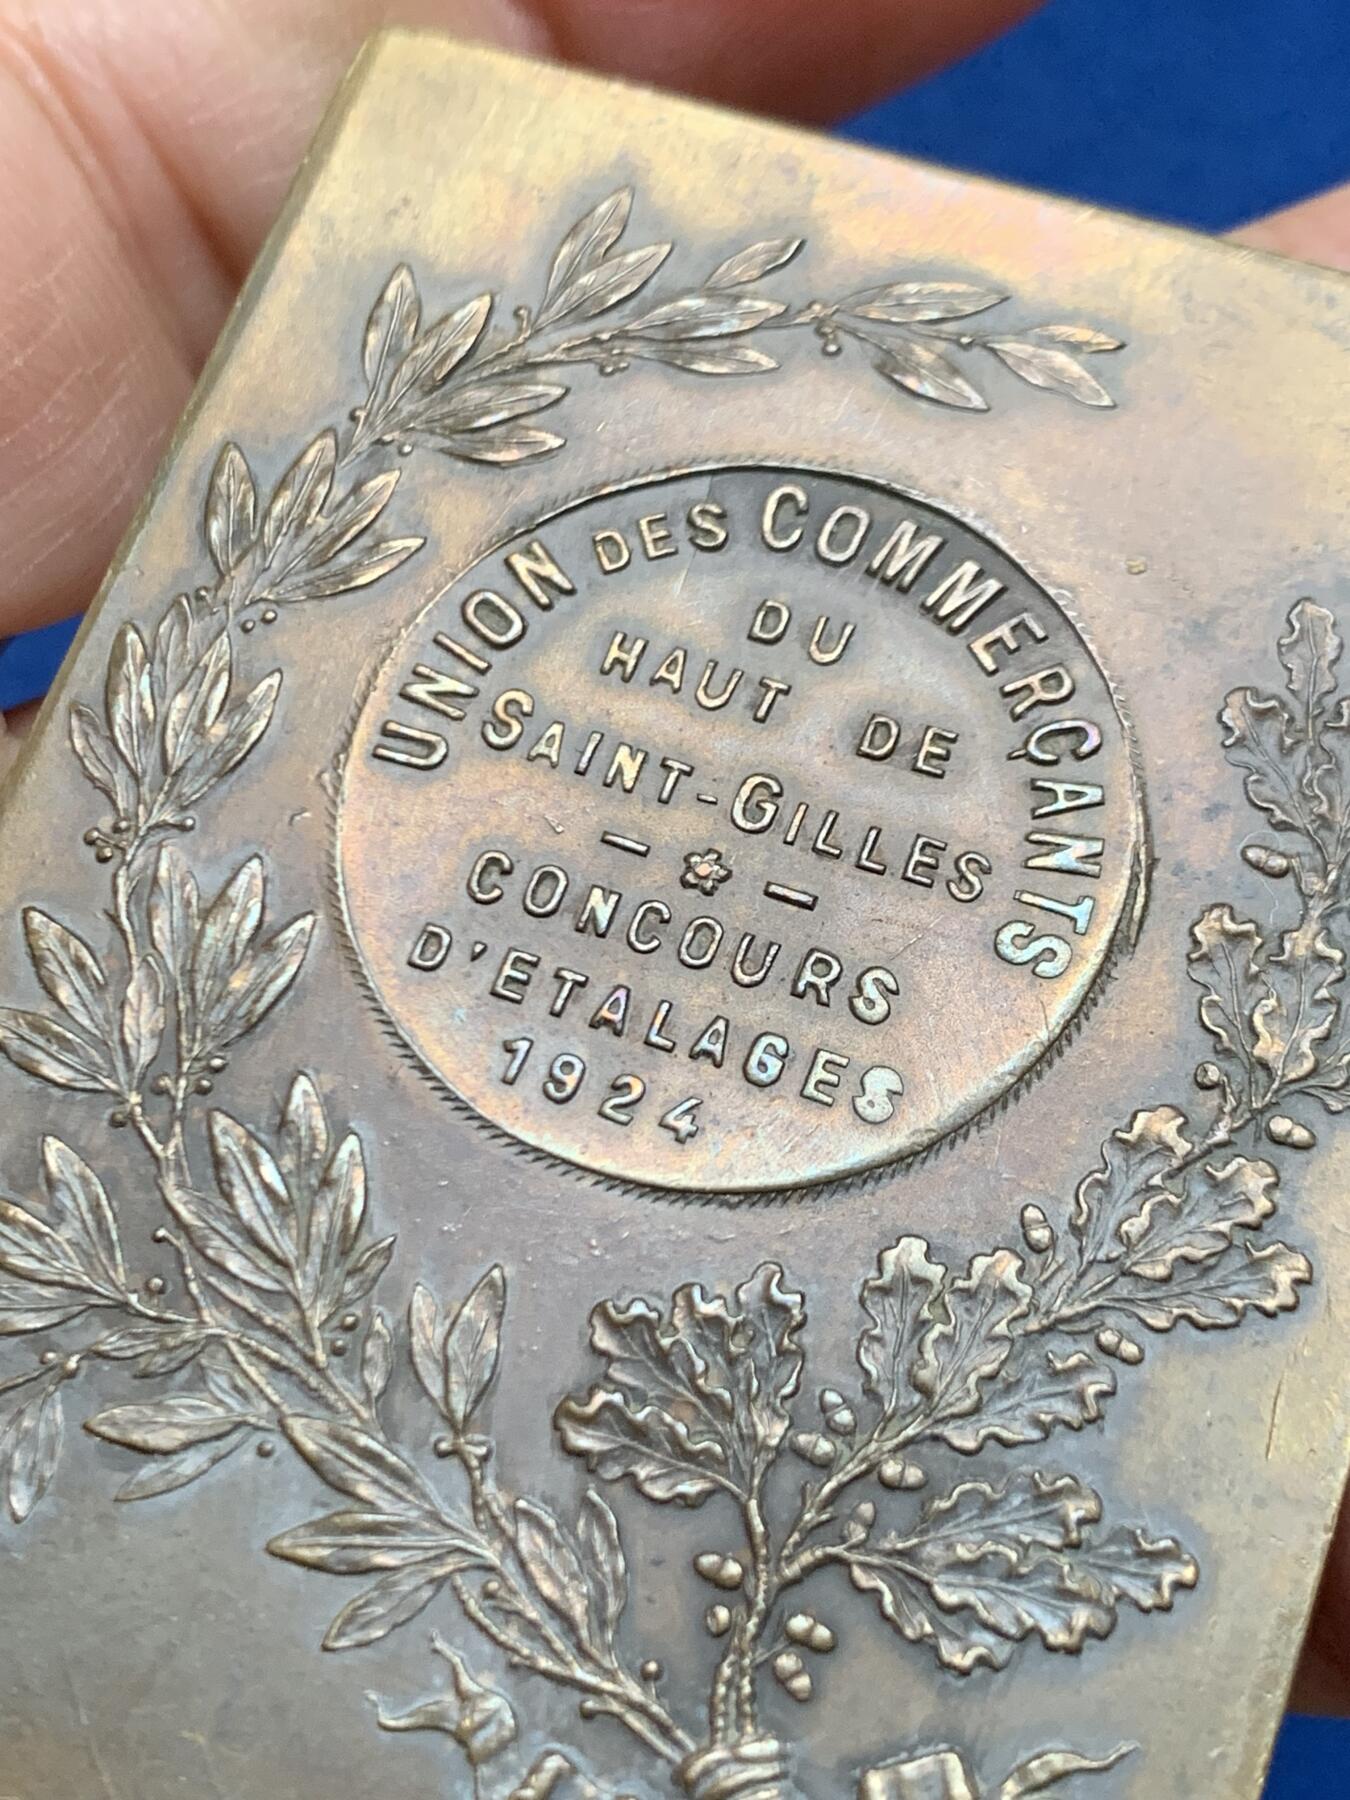 UNION DES COMMERÇANTS
DU
HAUT DE
SAINT-GILLES
CONCOURS
D'ETALAGES
1924